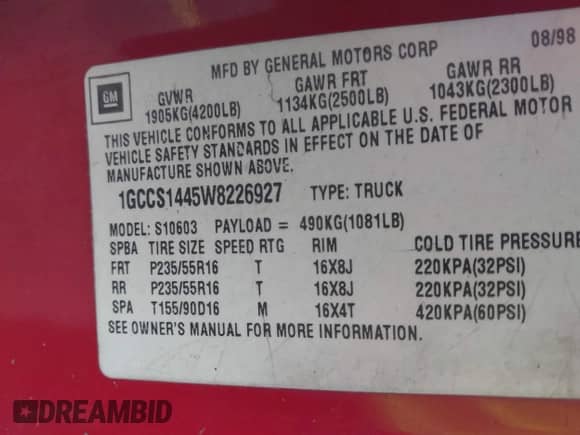 MFD BY GENERAL MOTORS CORP 08/98
GM
GVWR GAWR FRT GAWR RR
1905KG(4200LB) 1134KG(2500LB) 1043KG(2300LB)
THIS VEHICLE CONFORMS TO ALL APPLICABLE U.S. FEDERAL MOTOR
VEHICLE SAFETY STANDARDS IN EFFECT ON THE DATE OF
MANUFACTURE SHOWN ABOVE.
1GCCS1445W8226927 TYPE: TRUCK
MODEL: S10603 PAYLOAD = 490KG(1081LB)
SPBA TIRE SIZE SPEED RTG RIM COLD TIRE PRESSURE
FRT P235/55R16 T 16X8J 220KPA(32PSI)
RR P235/55R16 T 16X8J 220KPA(32PSI)
SPA T155/90D16 M 16X4T 420KPA(60PSI)
SEE OWNER'S MANUAL FOR MORE INFORMATION.
DREAMBID